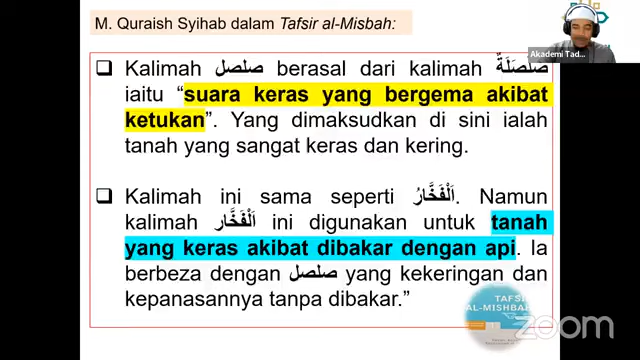 M. Quraish Syihab dalam Tafsir al-Misbah:
Akademi Tad...
Kalimah صلصل berasal dari kalimah صَلْصَلَةٌ
iaitu “suara keras yang bergema akibat
ketukan”. Yang dimaksudkan di sini ialah
tanah yang sangat keras dan kering.
Kalimah ini sama seperti اَلْفَخَّارُ. Namun
kalimah اَلْفَخَّار ini digunakan untuk tanah
yang keras akibat dibakar dengan api. Ia
berbeza dengan صلصل yang kekeringan dan
kepanasannya tanpa dibakar.”
TAFSIR
AL-MISHBAH
zoom